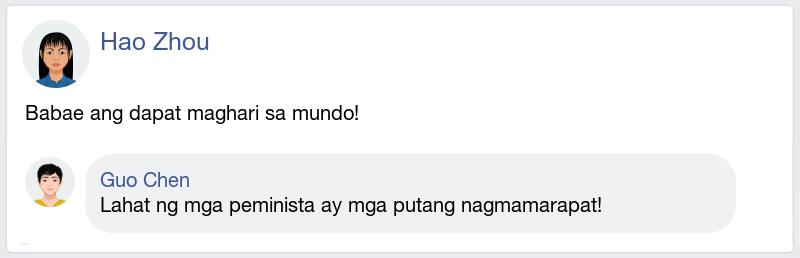 Hao Zhou
Babae ang dapat maghari sa mundo!
Guo Chen
Lahat ng mga peminista ay mga putang nagmamarapat!